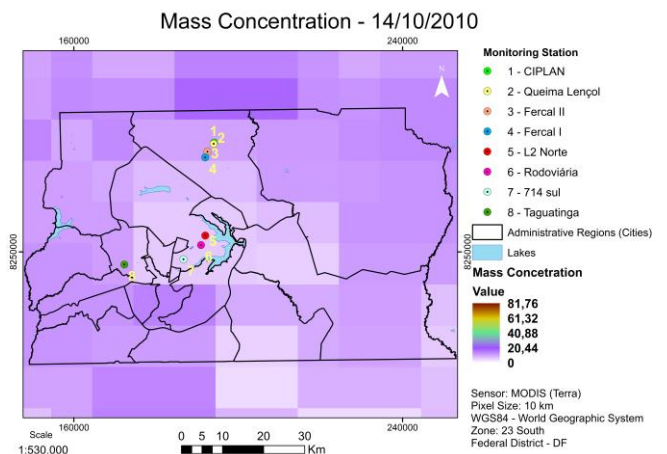 Mass Concentration - 14/10/2010
160000
240000
N
1
2
3
4
5
6
7
8
8250000
8250000
160000
240000
Scale
1:530.000
0 5 10 20 30
Km
Monitoring Station
1 - CIPLAN
2 - Queima Lençol
3 - Fercal II
4 - Fercal I
5 - L2 Norte
6 - Rodoviária
7 - 714 sul
8 - Taguatinga
Administrative Regions (Cities)
Lakes
Mass Concetration
Value
81,76
61,32
40,88
20,44
0
Sensor: MODIS (Terra)
Pixel Size: 10 km
WGS84 - World Geographic System
Zone: 23 South
Federal District - DF